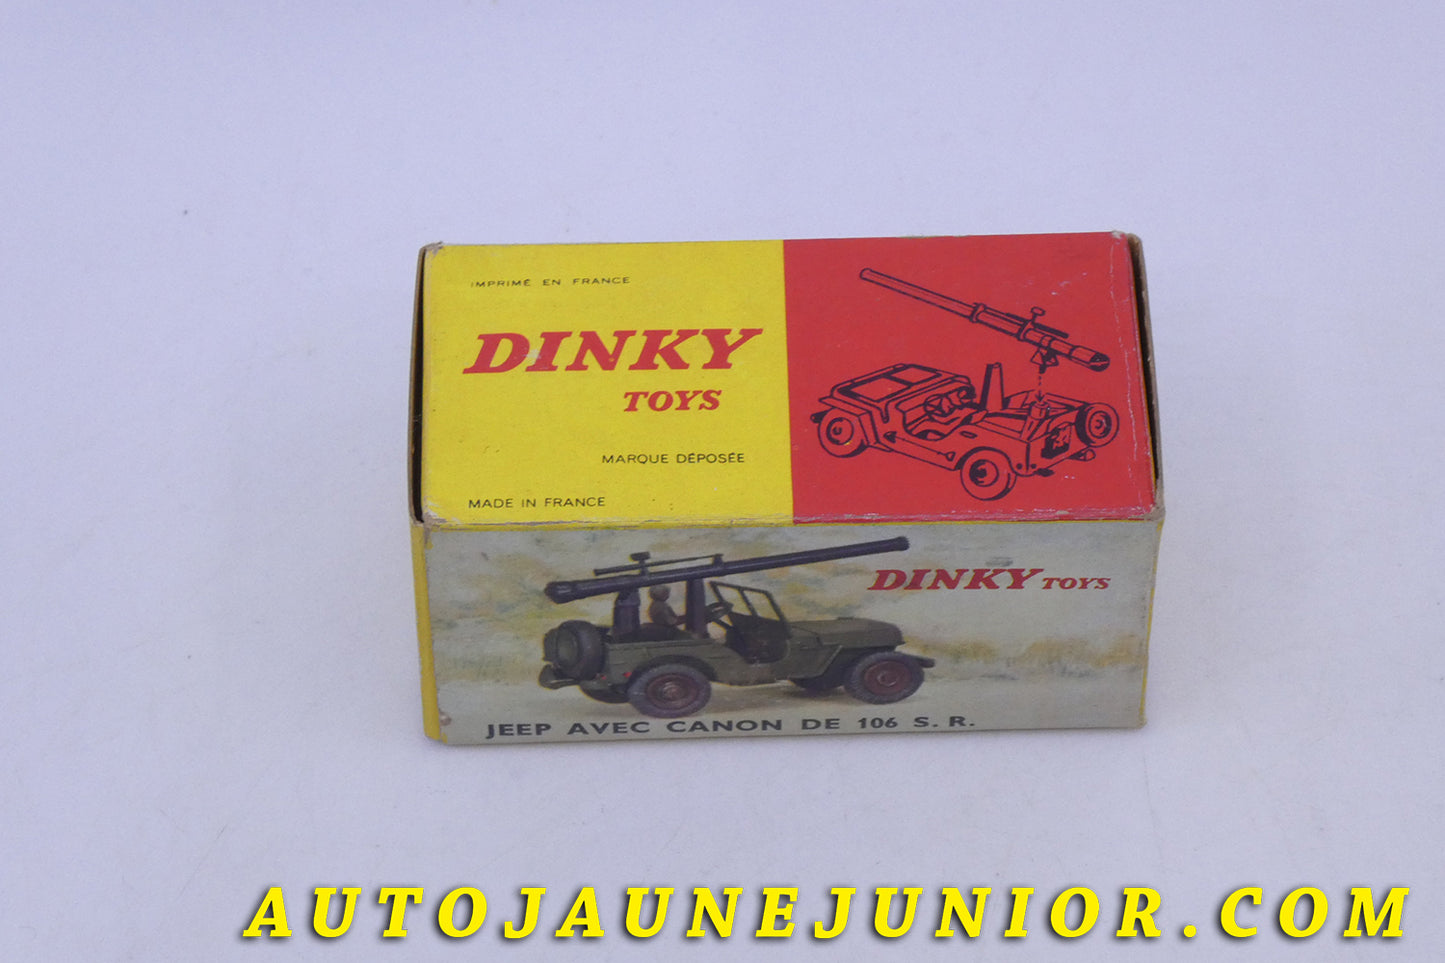 IMPRIMÉ EN FRANCE
DINKY
TOYS
MARQUE DÉPOSÉE
MADE IN FRANCE
DINKY TOYS
JEEP AVEC CANON DE 106 S. R.
AUTOJAUNEJUNIOR.COM